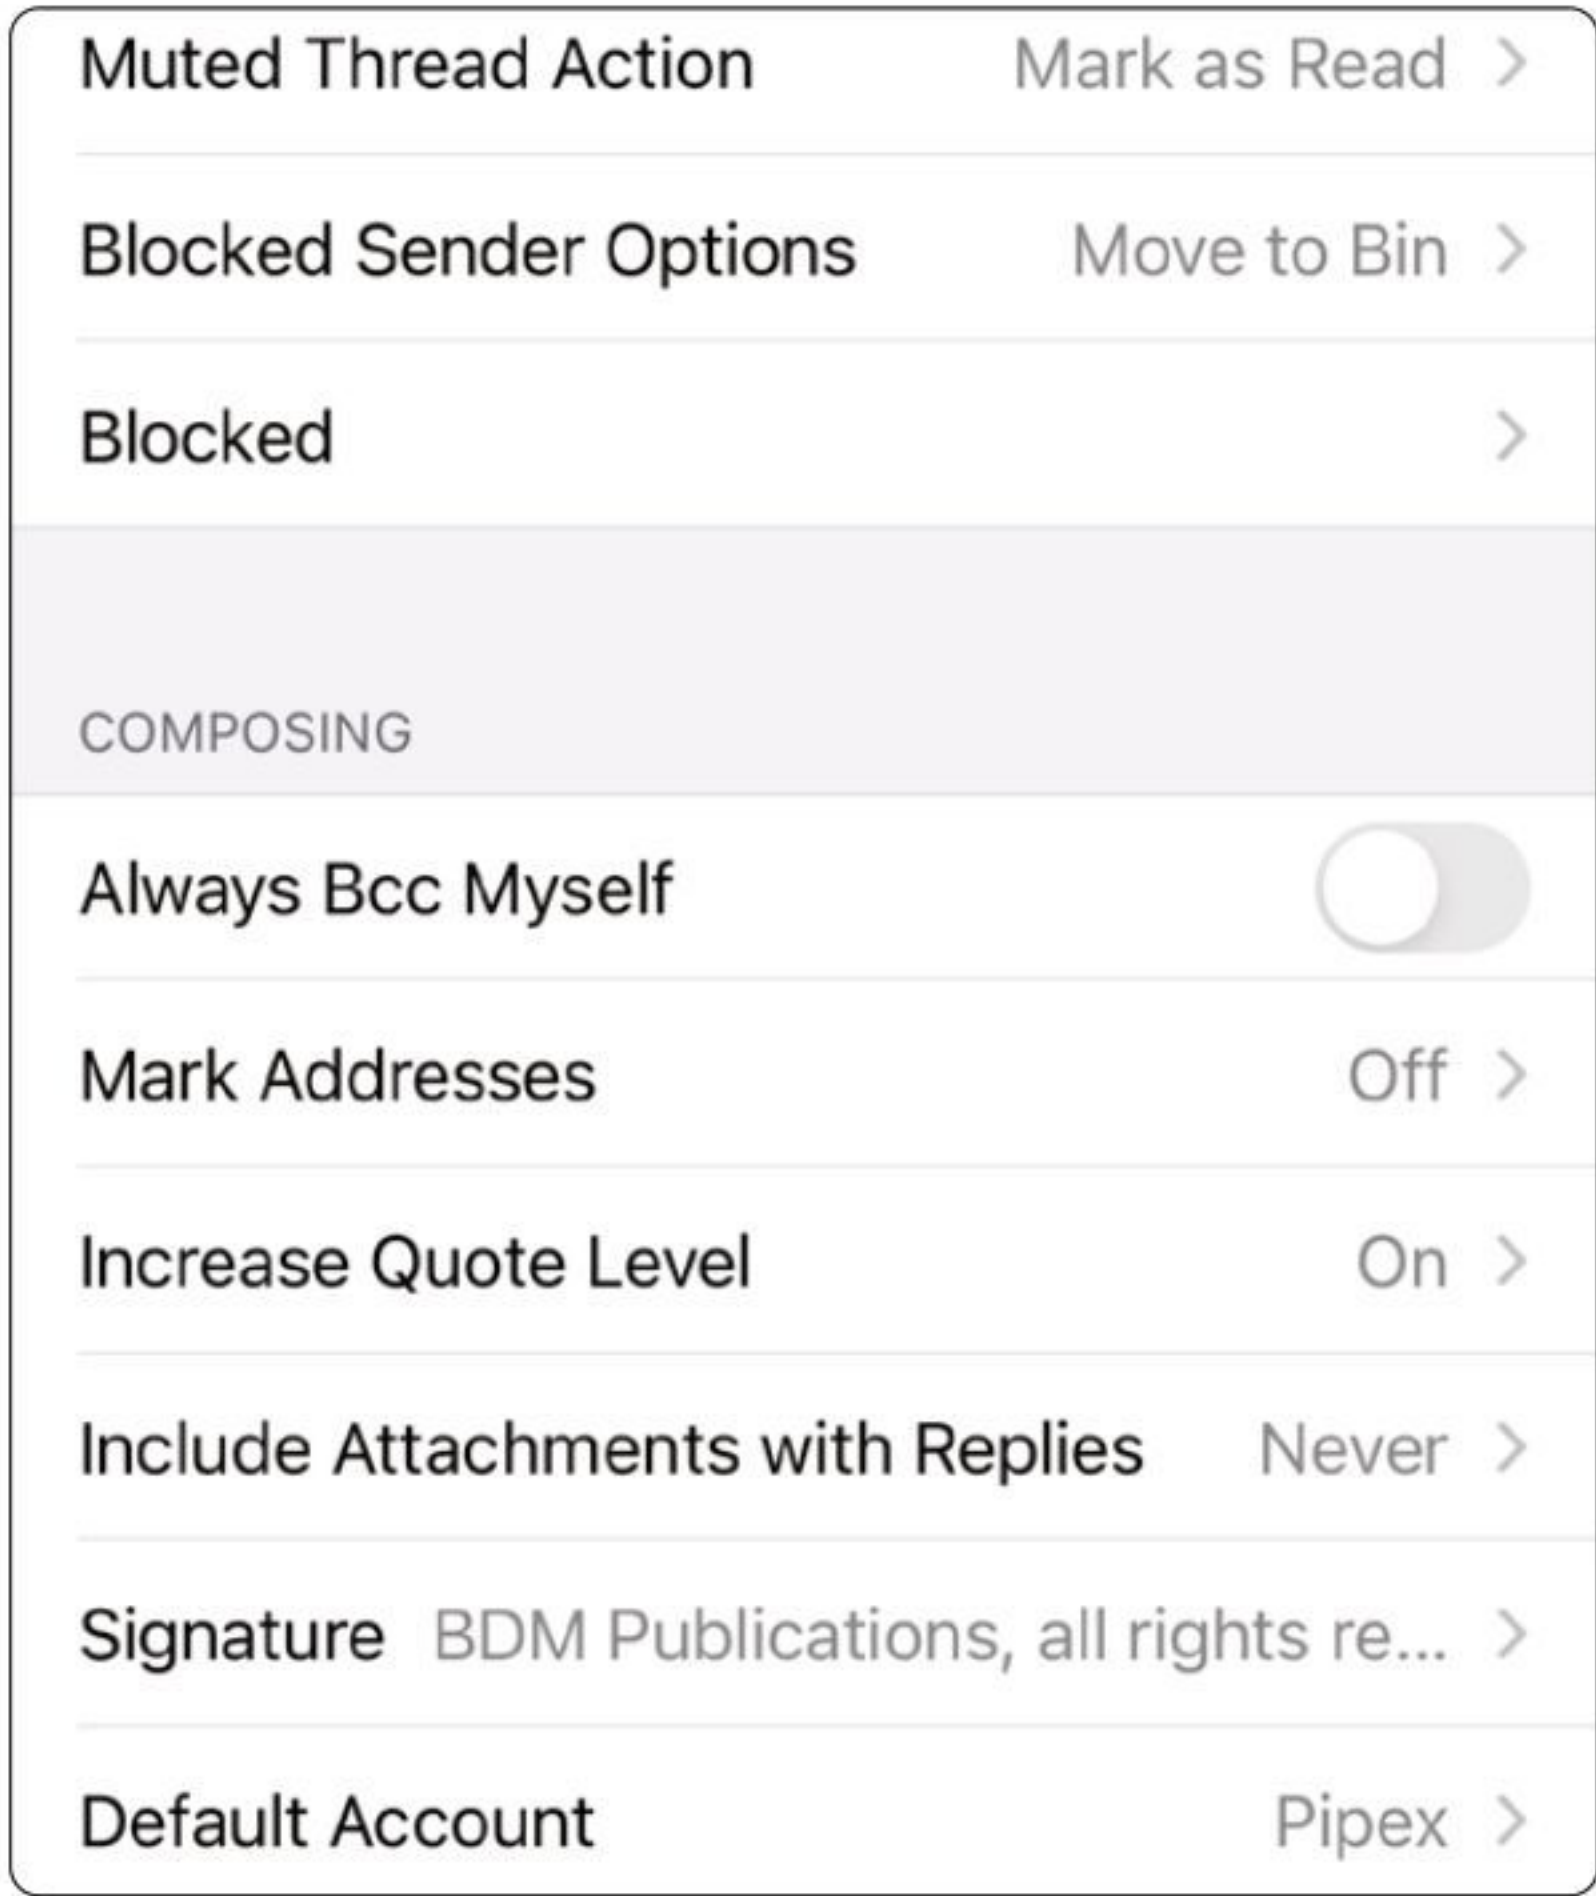 Muted Thread Action Mark as Read
Blocked Sender Options Move to Bin
Blocked
COMPOSING
Always Bcc Myself
Mark Addresses Off
Increase Quote Level On
Include Attachments with Replies Never
Signature BDM Publications, all rights re...
Default Account Pipex